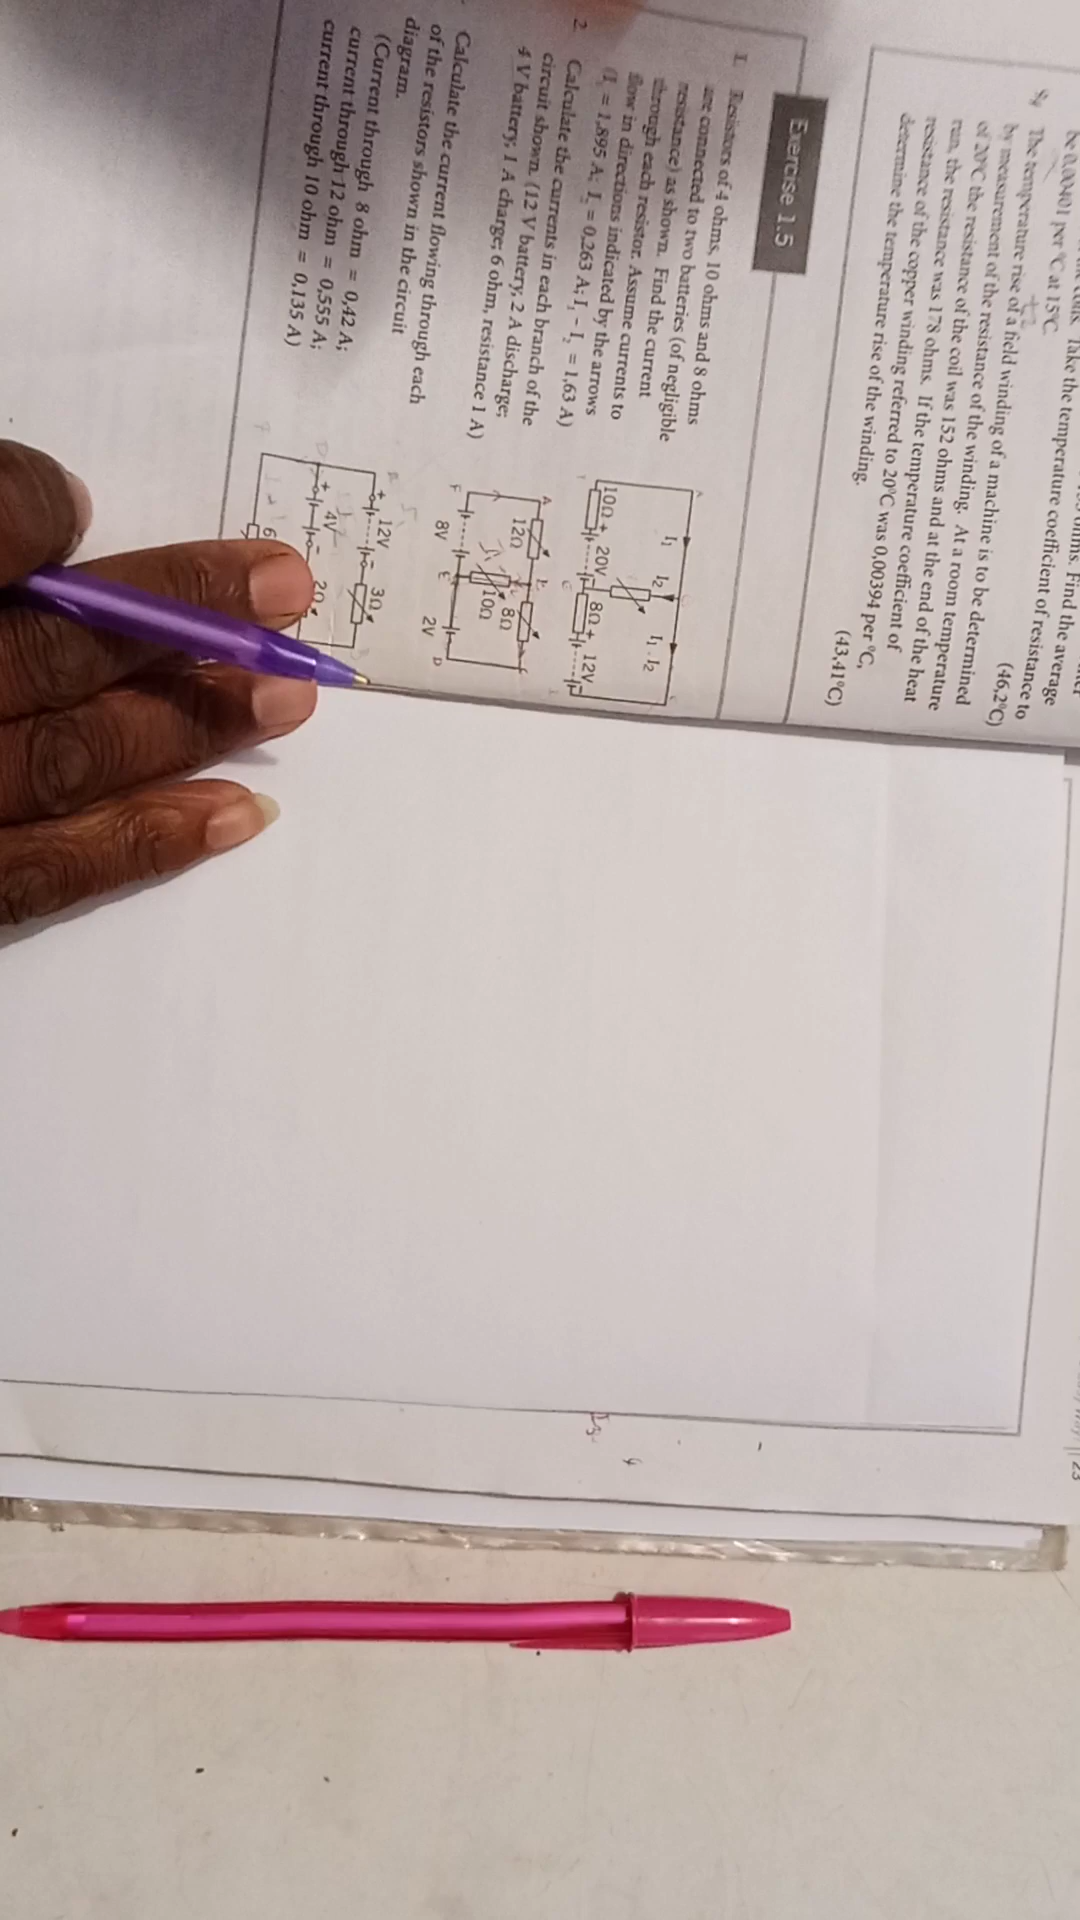 be 0,00401 per °C at 15°C.
Take the temperature coefficient of resistance to
Find the average
(46,2°C)
9. The temperature rise of a field winding of a machine is to be determined
by measurement of the resistance of the winding. At a room temperature
of 20°C the resistance of the coil was 152 ohms and at the end of the heat
run, the resistance was 178 ohms. If the temperature coefficient of
resistance of the copper winding referred to 20°C was 0,00394 per °C,
determine the temperature rise of the winding.
(43,41°C)
Exercise 1.5
1. Resistors of 4 ohms, 10 ohms and 8 ohms
are connected to two batteries (of negligible
resistance) as shown. Find the current
through each resistor. Assume currents to
flow in directions indicated by the arrows
(I₁ = 1,895 A; I₂ = 0,263 A; I₁ - I₂ = 1,63 A)
I₁ I₂ I₁ - I₂
10Ω + 20V 8Ω + 12V
2. Calculate the currents in each branch of the
circuit shown. (12 V battery, 2 A discharge;
4 V battery, 1 A charge; 6 ohm, resistance 1 A)
A
12Ω 8Ω
10Ω
F E D
8V 2V
Calculate the current flowing through each
of the resistors shown in the circuit
diagram.
(Current through 8 ohm = 0,42 A;
current through 12 ohm = 0,555 A;
current through 10 ohm = 0,135 A)
12V 3Ω
4V 2Ω
6
23